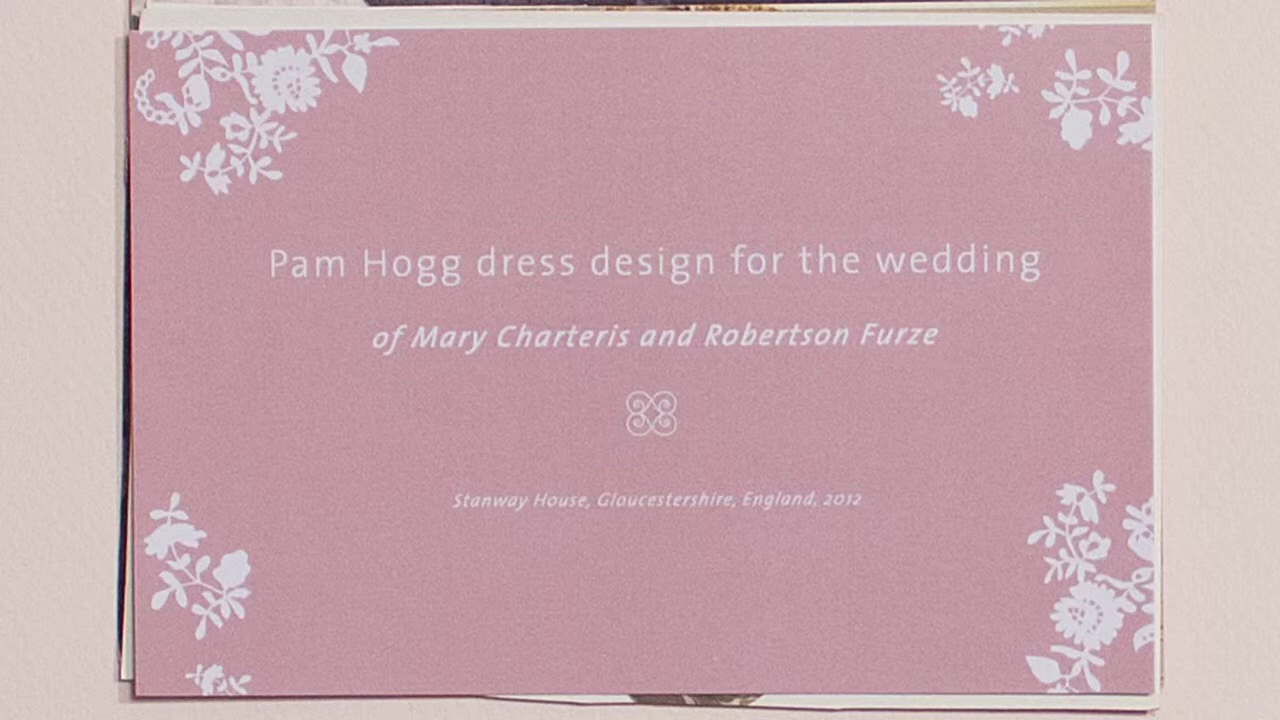 Pam Hogg dress design for the wedding
of Mary Charteris and Robertson Furze
Stanway House, Gloucestershire, England, 2012